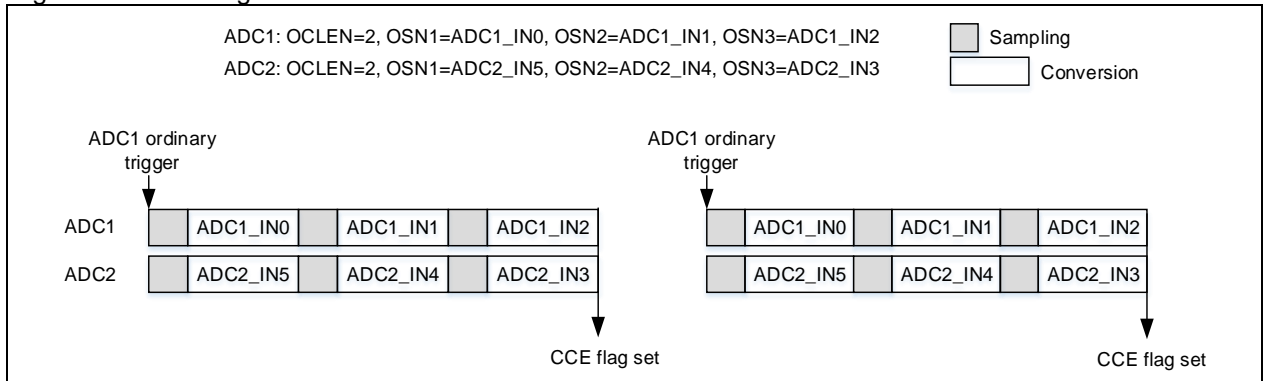 ADC1: OCLEN=2, OSN1=ADC1_IN0, OSN2=ADC1_IN1, OSN3=ADC1_IN2
ADC2: OCLEN=2, OSN1=ADC2_IN5, OSN2=ADC2_IN4, OSN3=ADC2_IN3
Sampling
Conversion
ADC1 ordinary
trigger
ADC1 ordinary
trigger
ADC1 ADC1_IN0 ADC1_IN1 ADC1_IN2 ADC1_IN0 ADC1_IN1 ADC1_IN2
ADC2 ADC2_IN5 ADC2_IN4 ADC2_IN3 ADC2_IN5 ADC2_IN4 ADC2_IN3
CCE flag set
CCE flag set